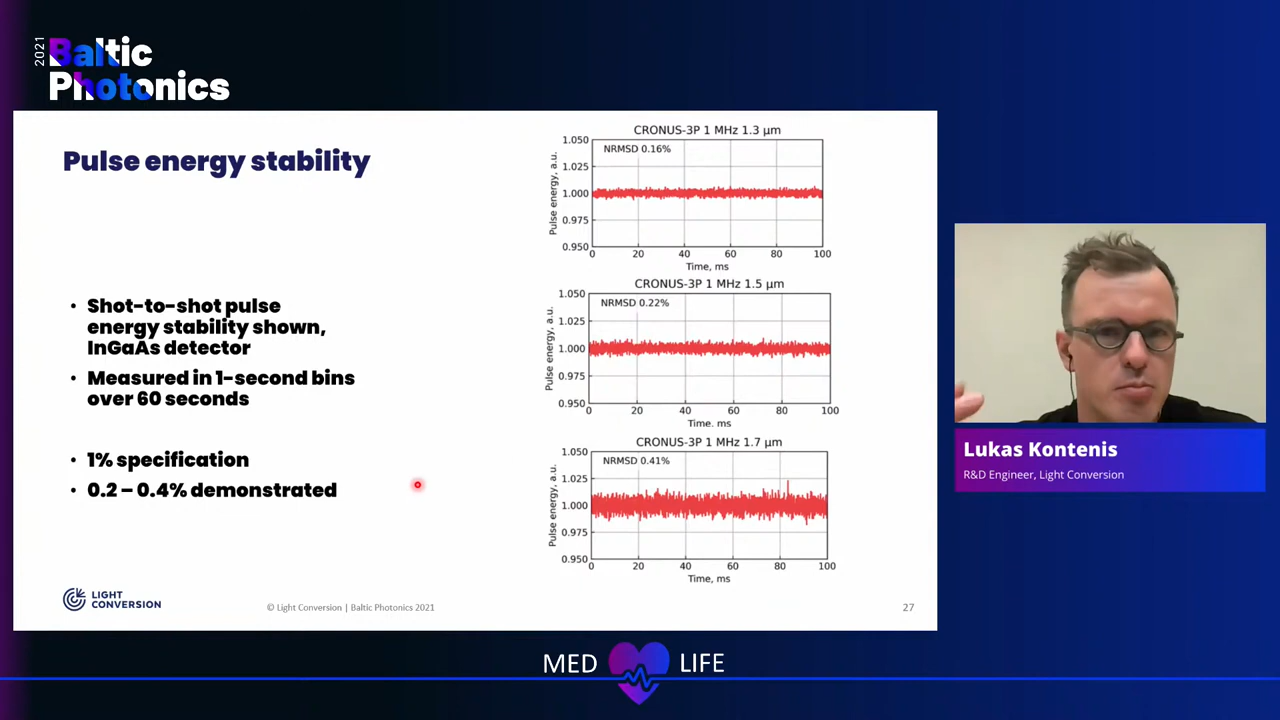 2021
Baltic
Photonics
Pulse energy stability
• Shot-to-shot pulse
energy stability shown,
InGaAs detector
• Measured in 1-second bins
over 60 seconds
• 1% specification
• 0.2 – 0.4% demonstrated
CRONUS-3P 1 MHz 1.3 µm
NRMSD 0.16%
Pulse energy, a.u.
1.050
1.025
1.000
0.975
0.950
0 20 40 60 80 100
Time, ms
CRONUS-3P 1 MHz 1.5 µm
NRMSD 0.22%
Pulse energy, a.u.
1.050
1.025
1.000
0.975
0.950
0 20 40 60 80 100
Time, ms
CRONUS-3P 1 MHz 1.7 µm
NRMSD 0.41%
Pulse energy, a.u.
1.050
1.025
1.000
0.975
0.950
0 20 40 60 80 100
Time, ms
LIGHT
CONVERSION
© Light Conversion | Baltic Photonics 2021
27
Lukas Kontenis
R&D Engineer, Light Conversion
MED LIFE